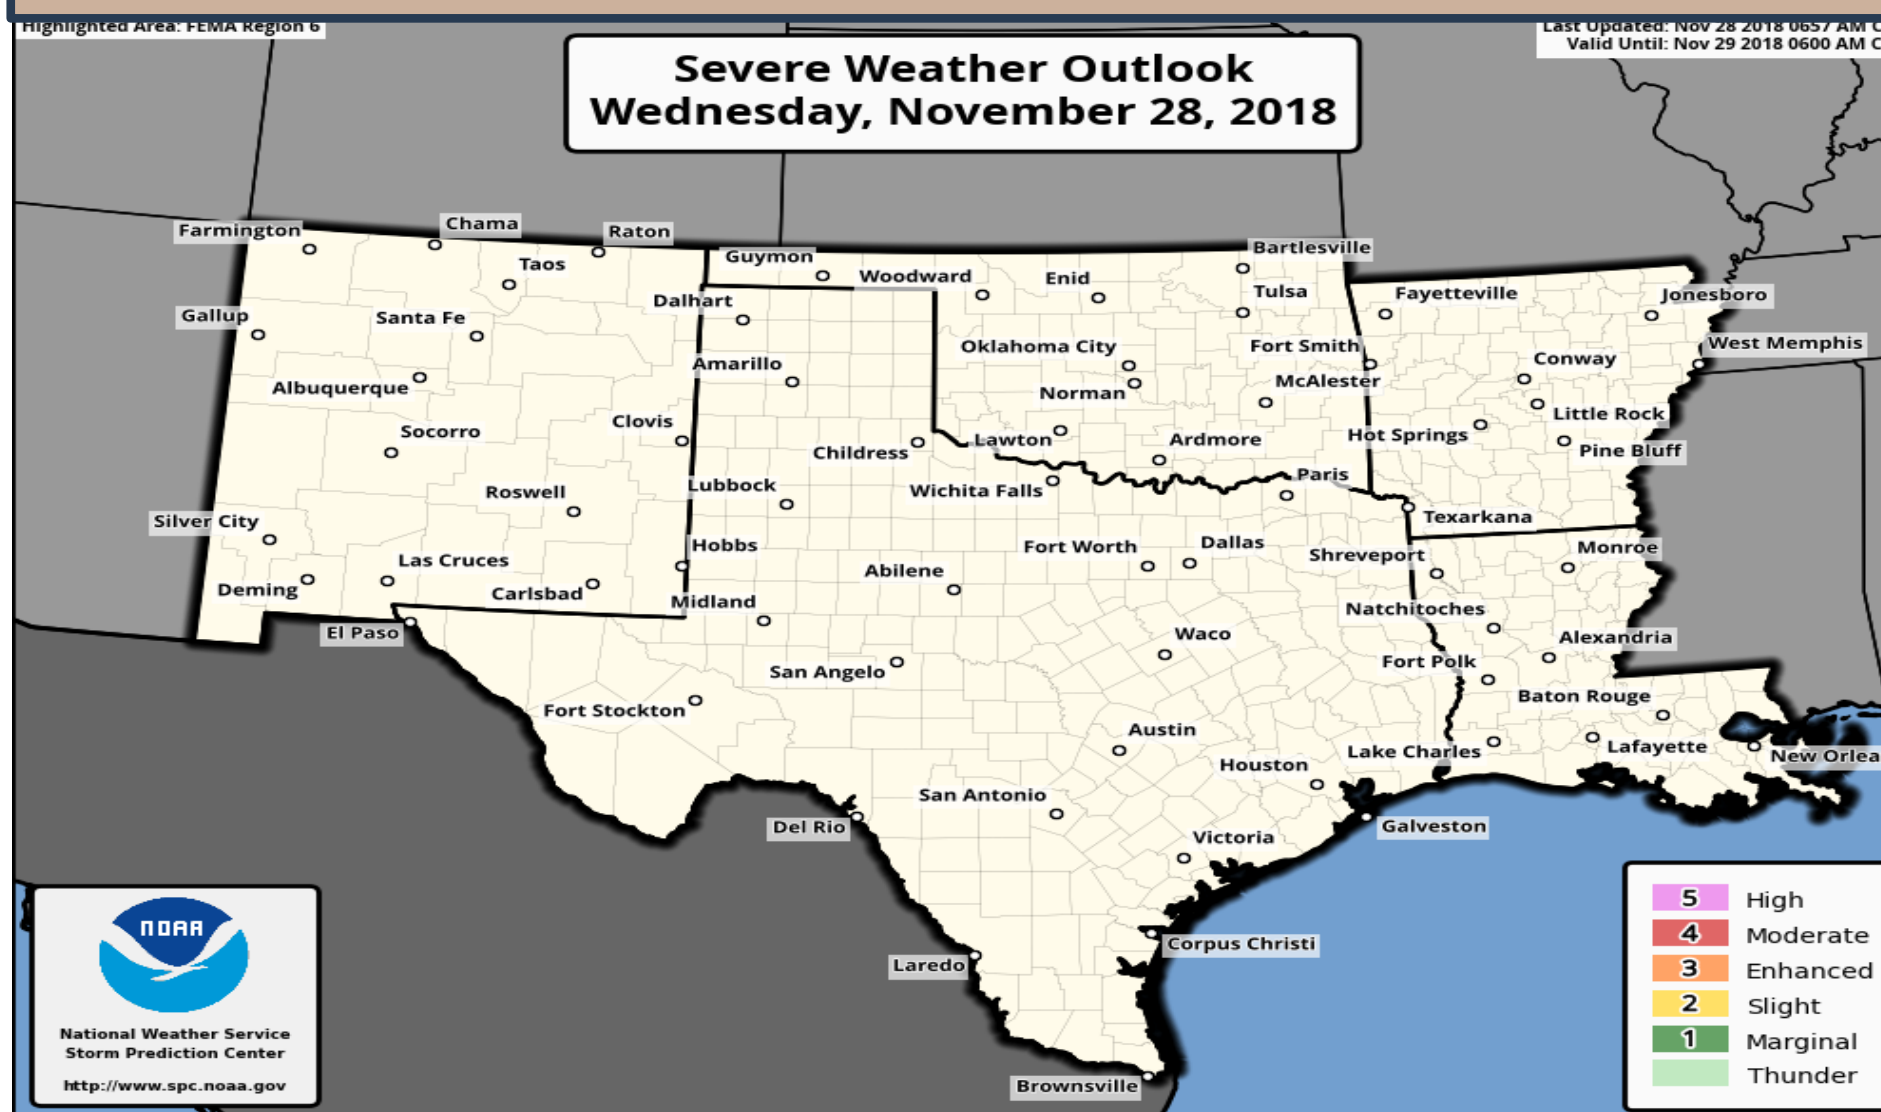 Highlighted Area: FEMA Region 6
Last Updated: Nov 28 2018 0657 AM
Valid Until: Nov 29 2018 0600 AM
Severe Weather Outlook
Wednesday, November 28, 2018
Farmington
Chama
Raton
Taos
Guymon
Woodward
Enid
Bartlesville
Tulsa
Fayetteville
Jonesboro
Gallup
Santa Fe
Dalhart
Oklahoma City
Fort Smith
West Memphis
Albuquerque
Amarillo
Norman
McAlester
Conway
Socorro
Clovis
Childress
Lawton
Ardmore
Hot Springs
Little Rock
Pine Bluff
Roswell
Lubbock
Wichita Falls
Paris
Texarkana
Silver City
Las Cruces
Hobbs
Abilene
Fort Worth
Dallas
Shreveport
Monroe
Deming
Carlsbad
Midland
Natchitoches
El Paso
San Angelo
Waco
Fort Polk
Alexandria
Fort Stockton
Austin
Baton Rouge
Houston
Lake Charles
Lafayette
New Orlea
Del Rio
San Antonio
Victoria
Galveston
Corpus Christi
Laredo
Brownsville
NOAA
National Weather Service
Storm Prediction Center
http://www.spc.noaa.gov
5 High
4 Moderate
3 Enhanced
2 Slight
1 Marginal
Thunder